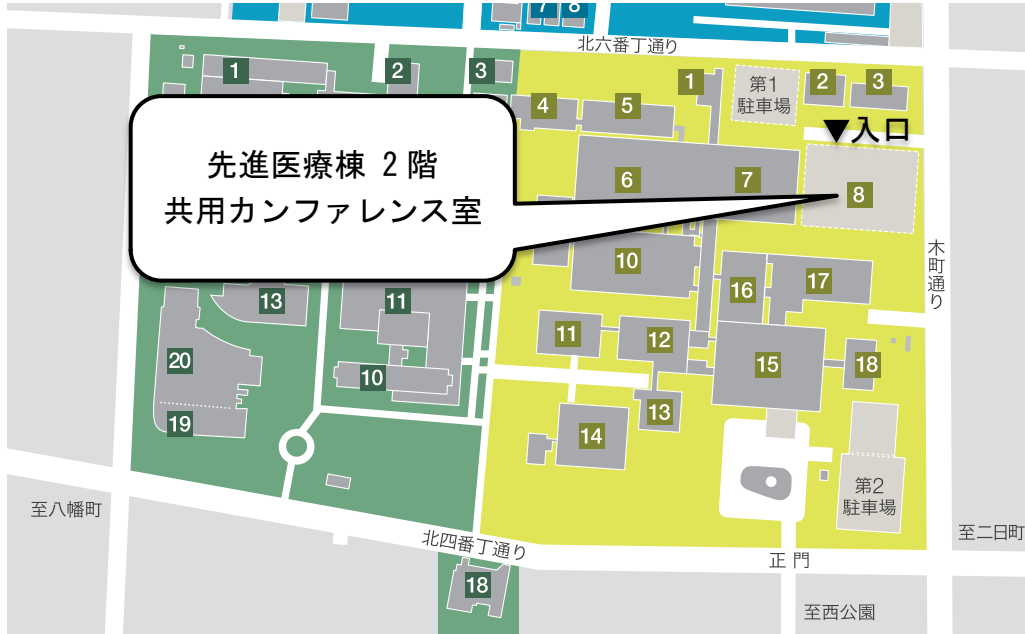 7 8
北六番丁通り
1
2
3
1
第1
駐車場
2
3
4
5
▼入口
先進医療棟 2階
共用カンファレンス室
6
7
8
木町通り
10
16
17
13
11
11
12
15
18
20
10
13
19
14
第2
駐車場
至八幡町
北四番丁通り
正門
至二日町
18
至西公園